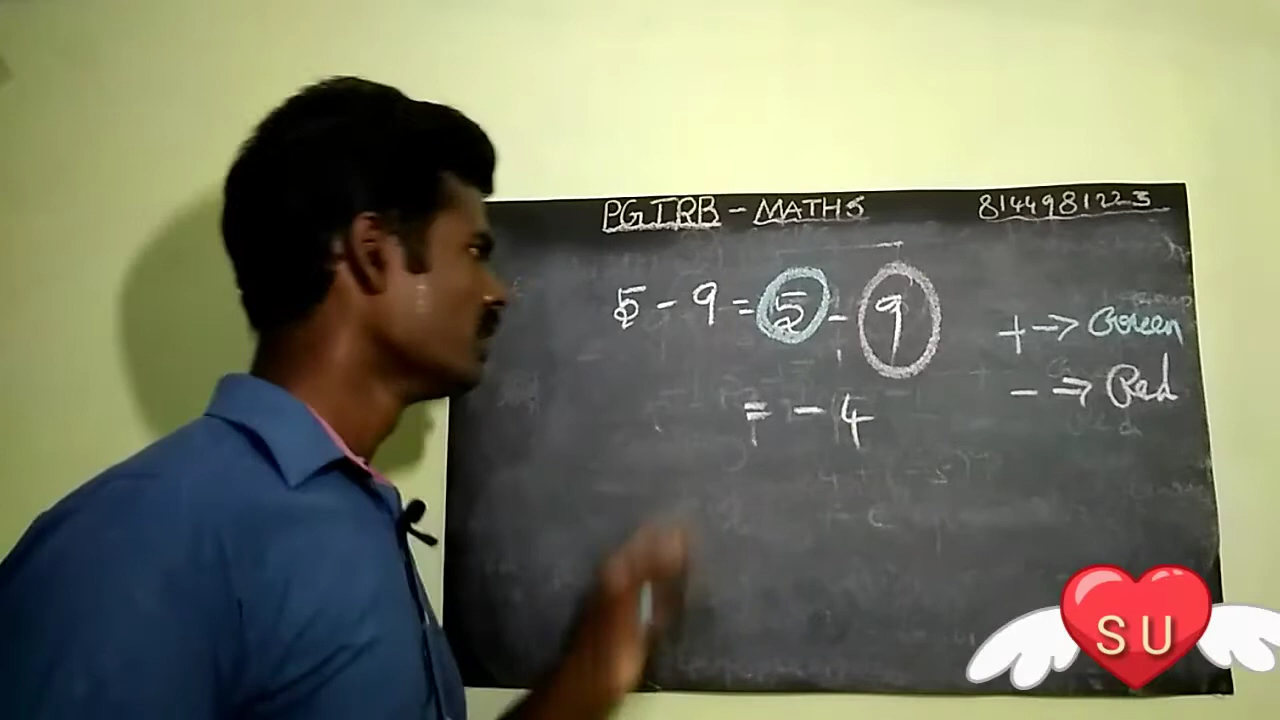 PGTRB - MATHS 8144981223
5 - 9 = 5 - 9
+ -> Green
- => Red
= - 4
SU